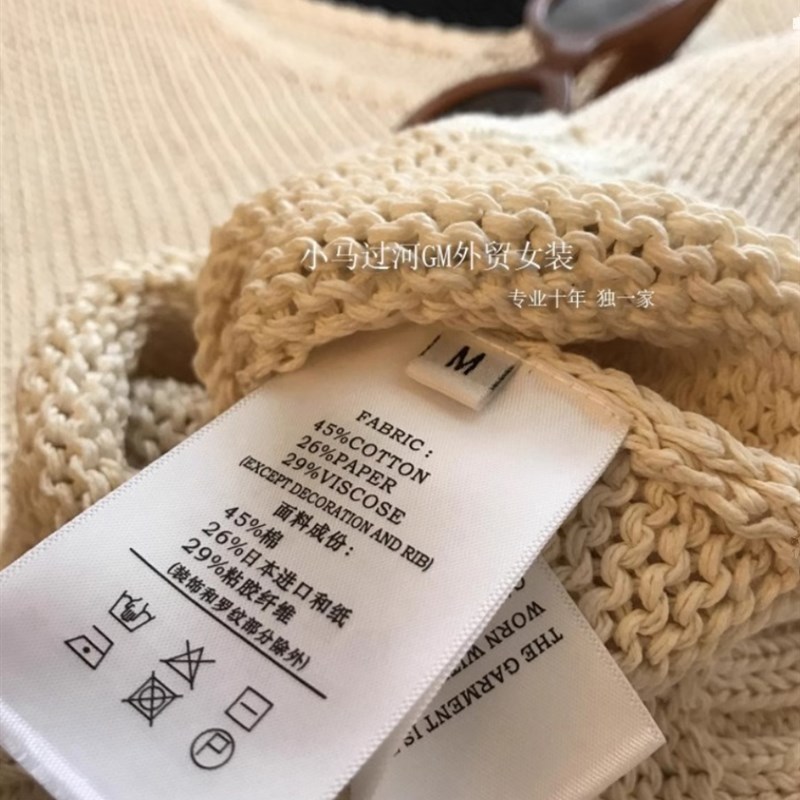 小马过河GM外贸女装
专业十年 独一家
M
FABRIC:
45%COTTON
26%PAPER
29%VISCOSE
(EXCEPT DECORATION AND RIB)
面料成份:
45%棉
26%日本进口和纸
29%粘胶纤维
(装饰和罗纹部分除外)
P
THE GARMENT IS
WORN